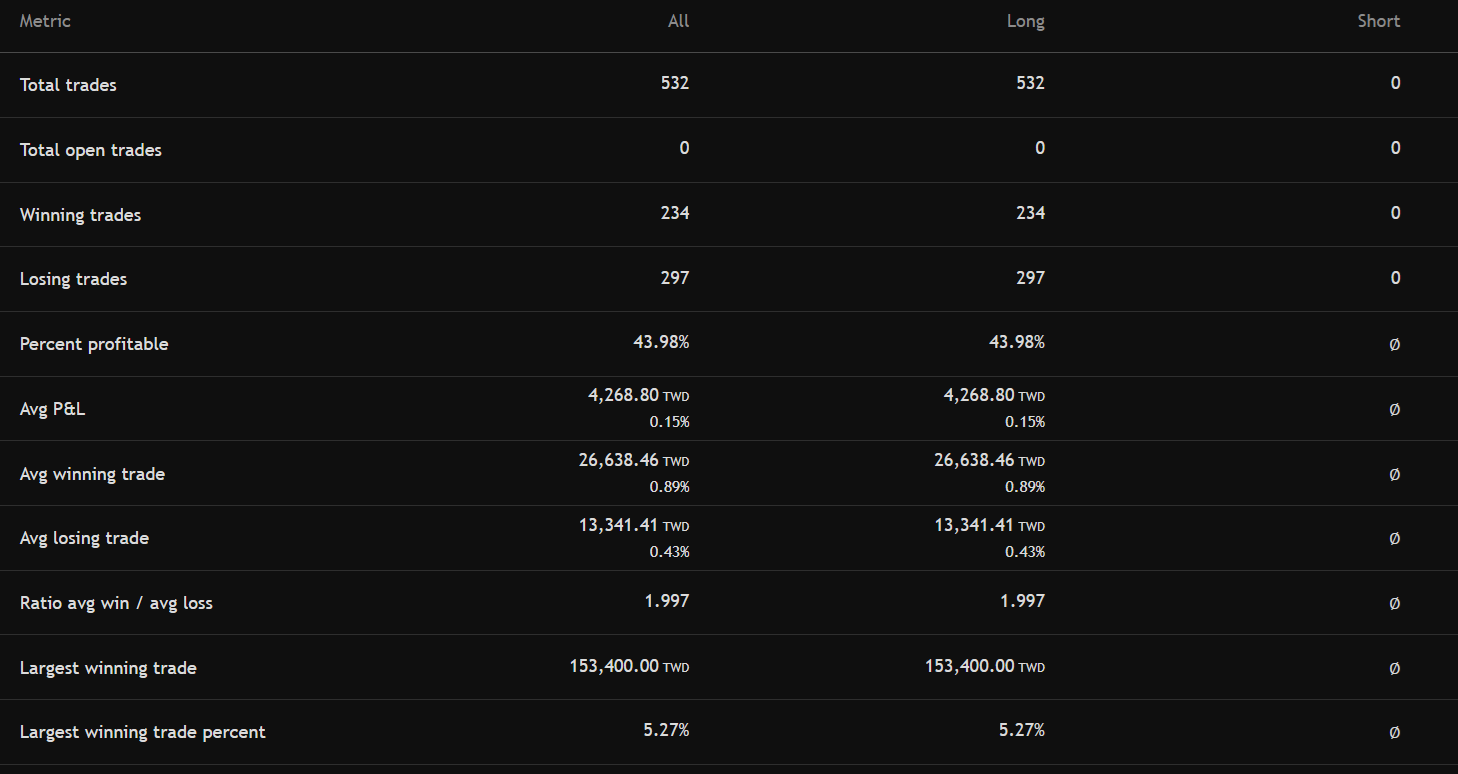 Metric All Long Short
Total trades 532 532 0
Total open trades 0 0 0
Winning trades 234 234 0
Losing trades 297 297 0
Percent profitable 43.98% 43.98% Ø
Avg P&L 4,268.80 TWD 4,268.80 TWD Ø
0.15% 0.15%
Avg winning trade 26,638.46 TWD 26,638.46 TWD Ø
0.89% 0.89%
Avg losing trade 13,341.41 TWD 13,341.41 TWD Ø
0.43% 0.43%
Ratio avg win / avg loss 1.997 1.997 Ø
Largest winning trade 153,400.00 TWD 153,400.00 TWD Ø
Largest winning trade percent 5.27% 5.27% Ø